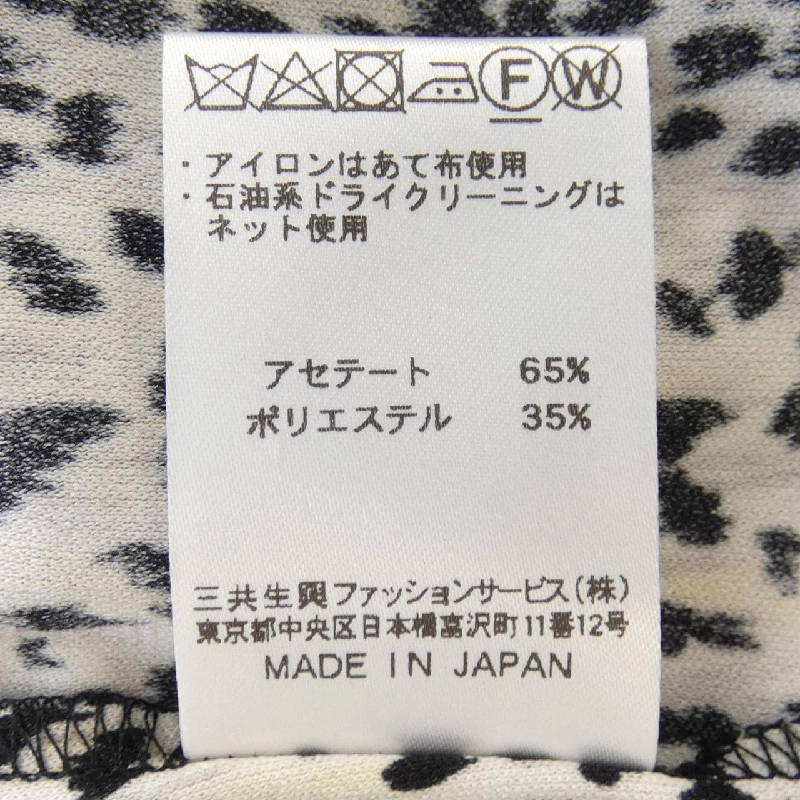 F W
・アイロンはあて布使用
・石油系ドライクリーニングは
ネット使用
アセテート 65%
ポリエステル 35%
三共生興ファッションサービス(株)
東京都中央区日本橋富沢町11番12号
MADE IN JAPAN